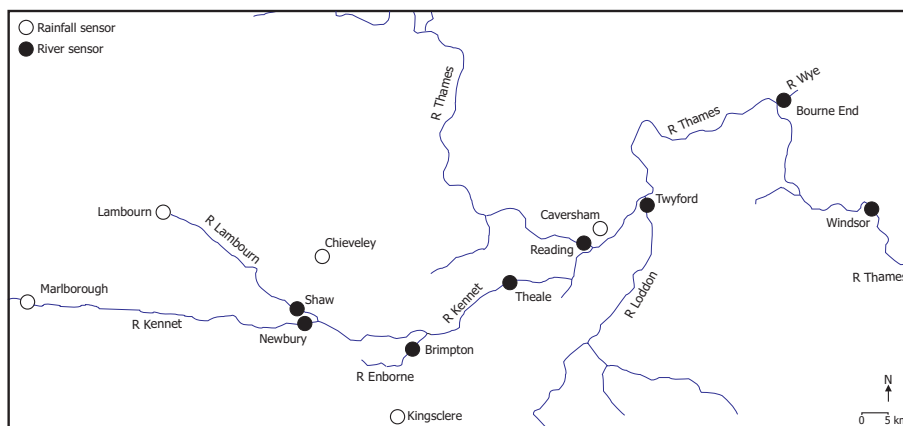 Rainfall sensor
River sensor
R Thames
R Wye
R Thames
Bourne End
Lambourn
R Lambourn
Chieveley
Caversham
Twyford
Reading
Windsor
R Thames
Marlborough
R Kennet
Shaw
Newbury
R Kennet
Theale
R Loddon
Brimpton
R Enborne
Kingsclere
N
0 5 km